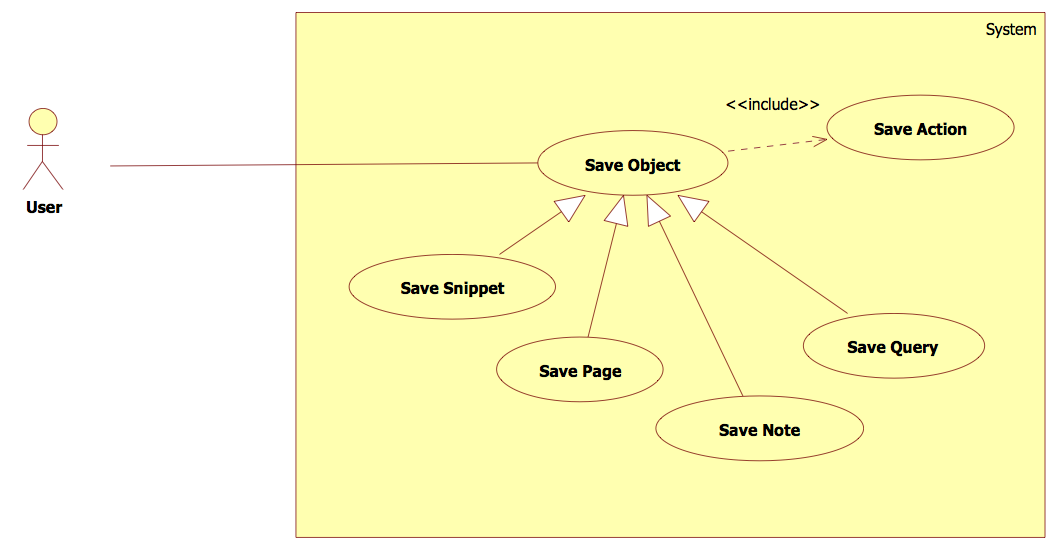 System
<<include>>
Save Action
Save Object
User
Save Snippet
Save Page
Save Query
Save Note